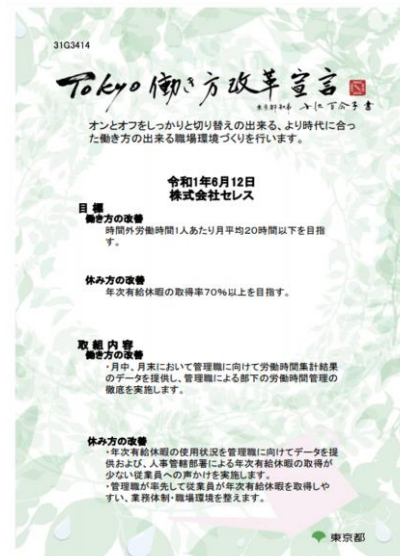 31G3414
Tokyo 働き方改革宣言
東京都知事 小池百合子 書
オンとオフをしっかりと切り替えの出来る、より時代に合っ
た働き方の出来る職場環境づくりを行います。
令和1年6月12日
株式会社セレス
目 標
働き方の改善
時間外労働時間1人あたり月平均20時間以下を目指
す。
休み方の改善
年次有給休暇の取得率70%以上を目指す。
取 組 内 容
働き方の改善
・月中、月末において管理職に向けて労働時間集計結果
のデータを提供し、管理職による部下の労働時間管理の
徹底を実施します。
休み方の改善
・年次有給休暇の使用状況を管理職に向けてデータを提
供および、人事管轄部署による年次有給休暇の取得が
少ない従業員への声かけを実施します。
・管理職が率先して従業員が年次有給休暇を取得しや
すい、業務体制・職場環境を整えます。
東京都